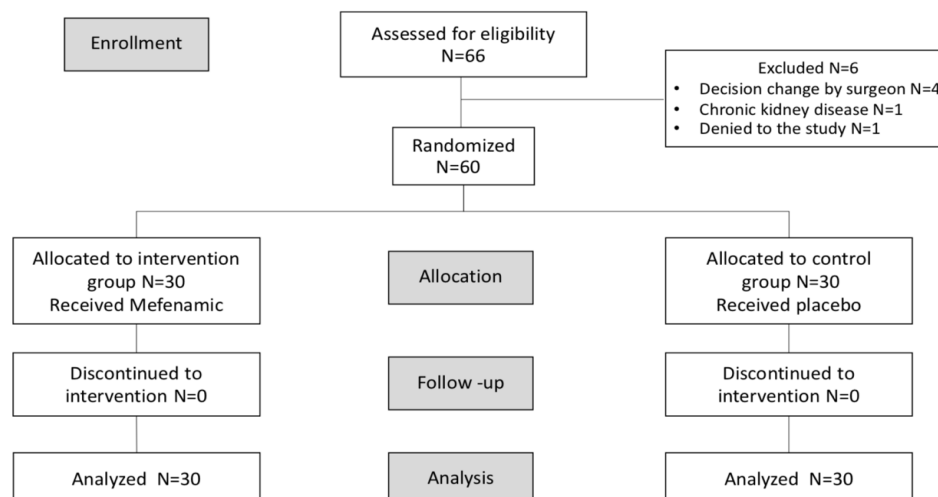 Enrollment
Assessed for eligibility
N=66
Excluded N=6
• Decision change by surgeon N=4
• Chronic kidney disease N=1
• Denied to the study N=1
Randomized
N=60
Allocated to intervention
group N=30
Received Mefenamic
Allocation
Allocated to control
group N=30
Received placebo
Discontinued to
intervention N=0
Follow -up
Discontinued to
intervention N=0
Analyzed N=30
Analysis
Analyzed N=30